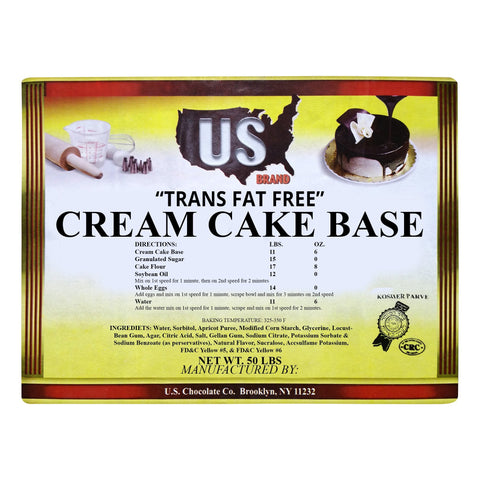 US
BRAND
“TRANS FAT FREE”
CREAM CAKE BASE
DIRECTIONS: LBS. OZ.
Cream Cake Base 11 6
Granulated Sugar 15 0
Cake Flour 17 8
Soybean Oil 12 0
Mix on 1st speed for 1 minute, then on 2nd speed for 2 minutes
Whole Eggs 14 0
Add eggs and mix on 1st speed for 1 minute, scrape bowl and mix for 3 minutes on 2nd speed
Water 11 6
Add the water mix on 1st speed for 1 minute, scrape bowl, and mix on 1st speed for 2 minutes.
BAKING TEMPERATURE: 325-350 F
INGREDIETS: Water, Sorbitol, Apricot Puree, Modified Corn Starch, Glycerine, Locust-
Bean Gum, Agar, Citric Acid, Salt, Gellan Gum, Sodium Citrate, Potassium Sorbate &
Sodium Benzoate (as perservatives), Natural Flavor, Sucralose, Accsulfame Potassium,
FD&C Yellow #5, & FD&C Yellow #6
NET WT. 50 LBS
MANUFACTURED BY:
U.S. Chocolate Co. Brooklyn, NY 11232
KOSHER PARVE
CRC